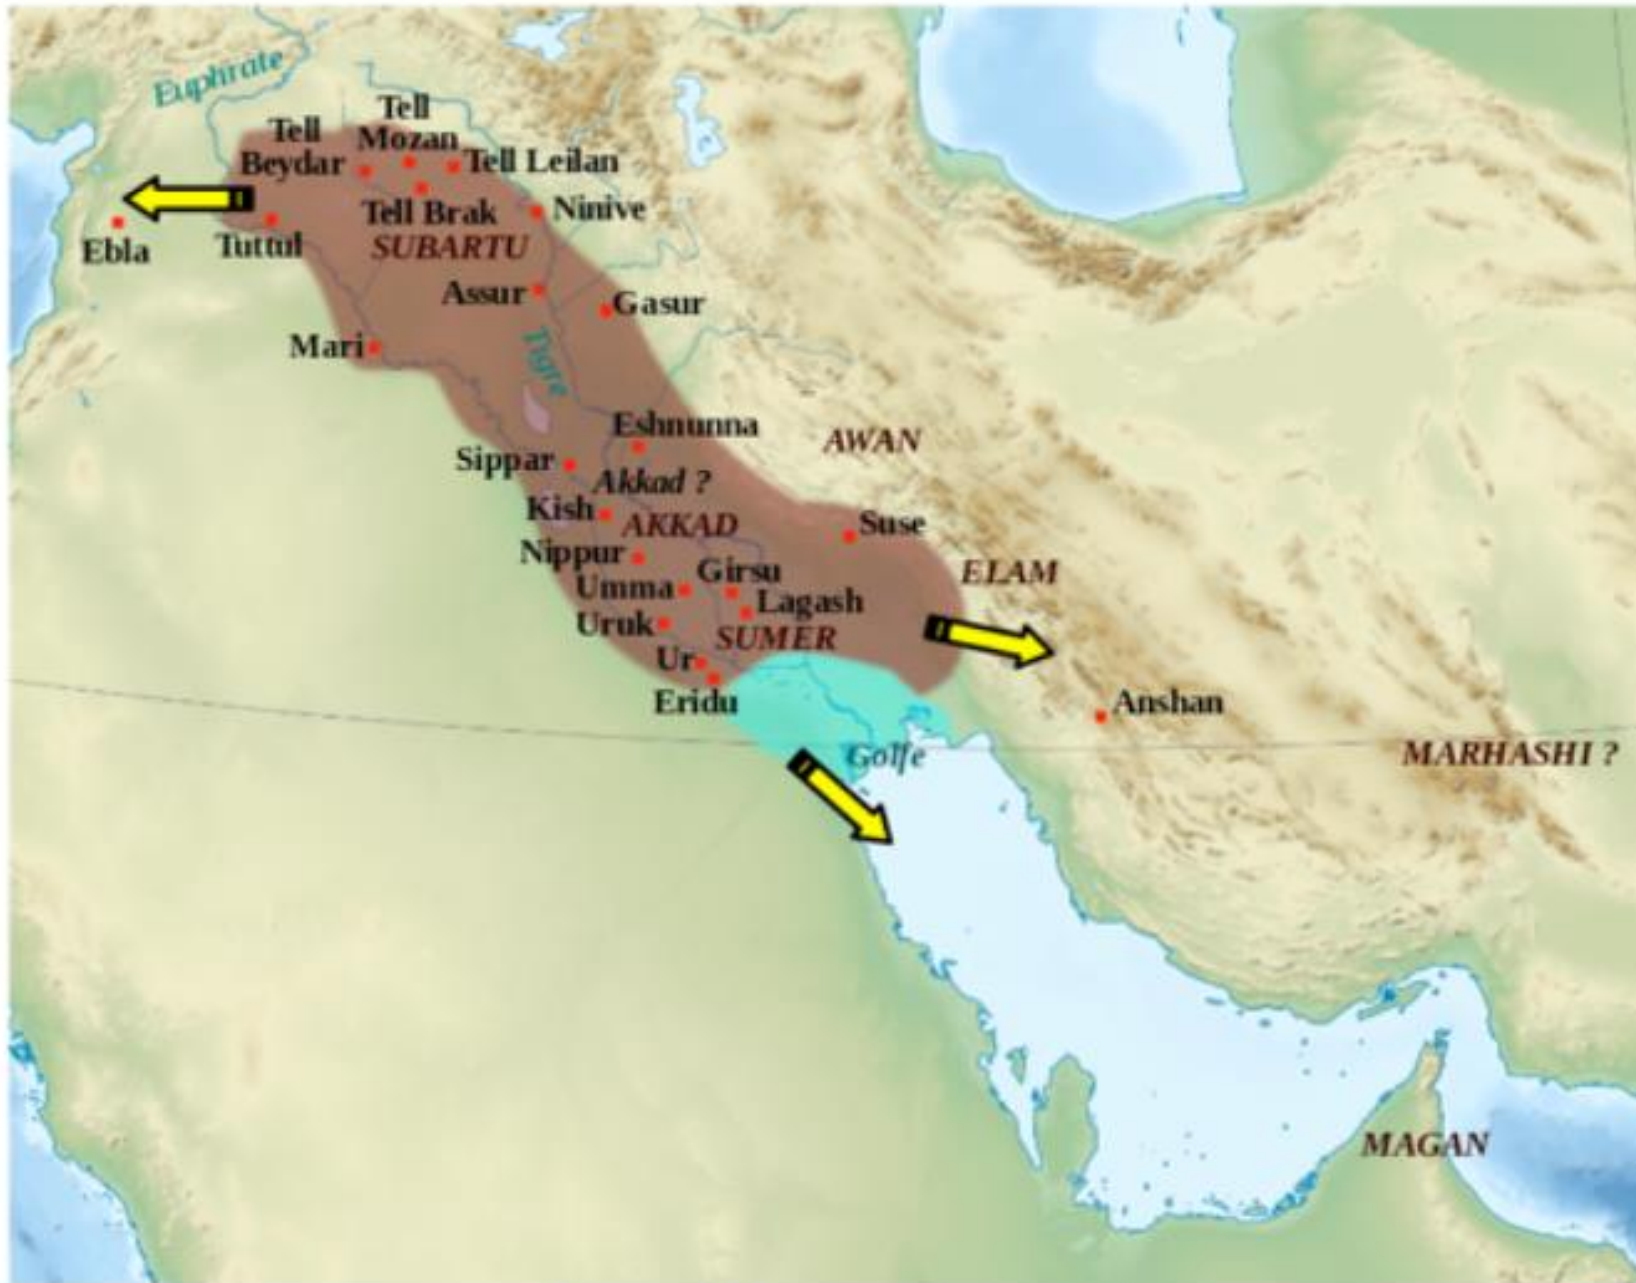 Euphrate
Tell
Mozan
Tell
Beydar
Tell Leilan
Tell Brak
Ninive
SUBARTU
Ebla
Tuttul
Assur
Gasur
Mari
Tigre
Eshnunna
AWAN
Sippar
Akkad ?
Kish
AKKAD
Suse
Nippur
Girsu
ELAM
Umma
Lagash
Uruk
SUMER
Ur
Eridu
Anshan
Golfe
MARHASHI ?
MAGAN